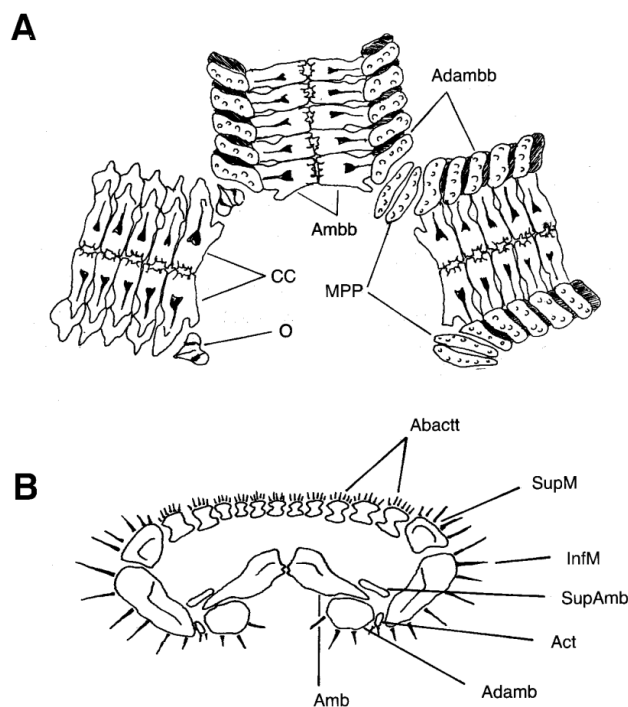 A
Adambb
Ambb
CC
MPP
O
Abactt
B
SupM
InfM
SupAmb
Act
Adamb
Amb